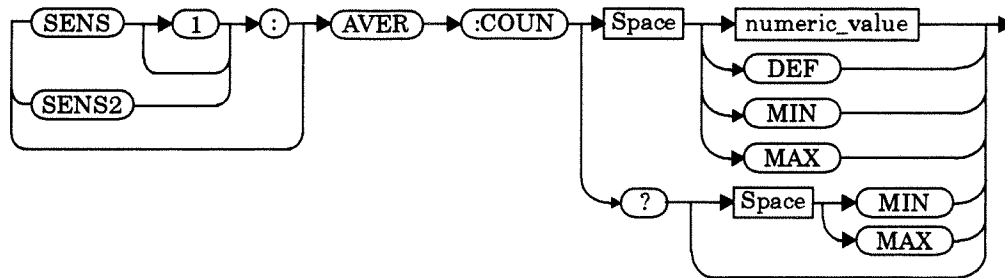 SENS 1 : AVER :COUN Space numeric_value
DEF
SENS2 MIN
MAX
? Space MIN
MAX